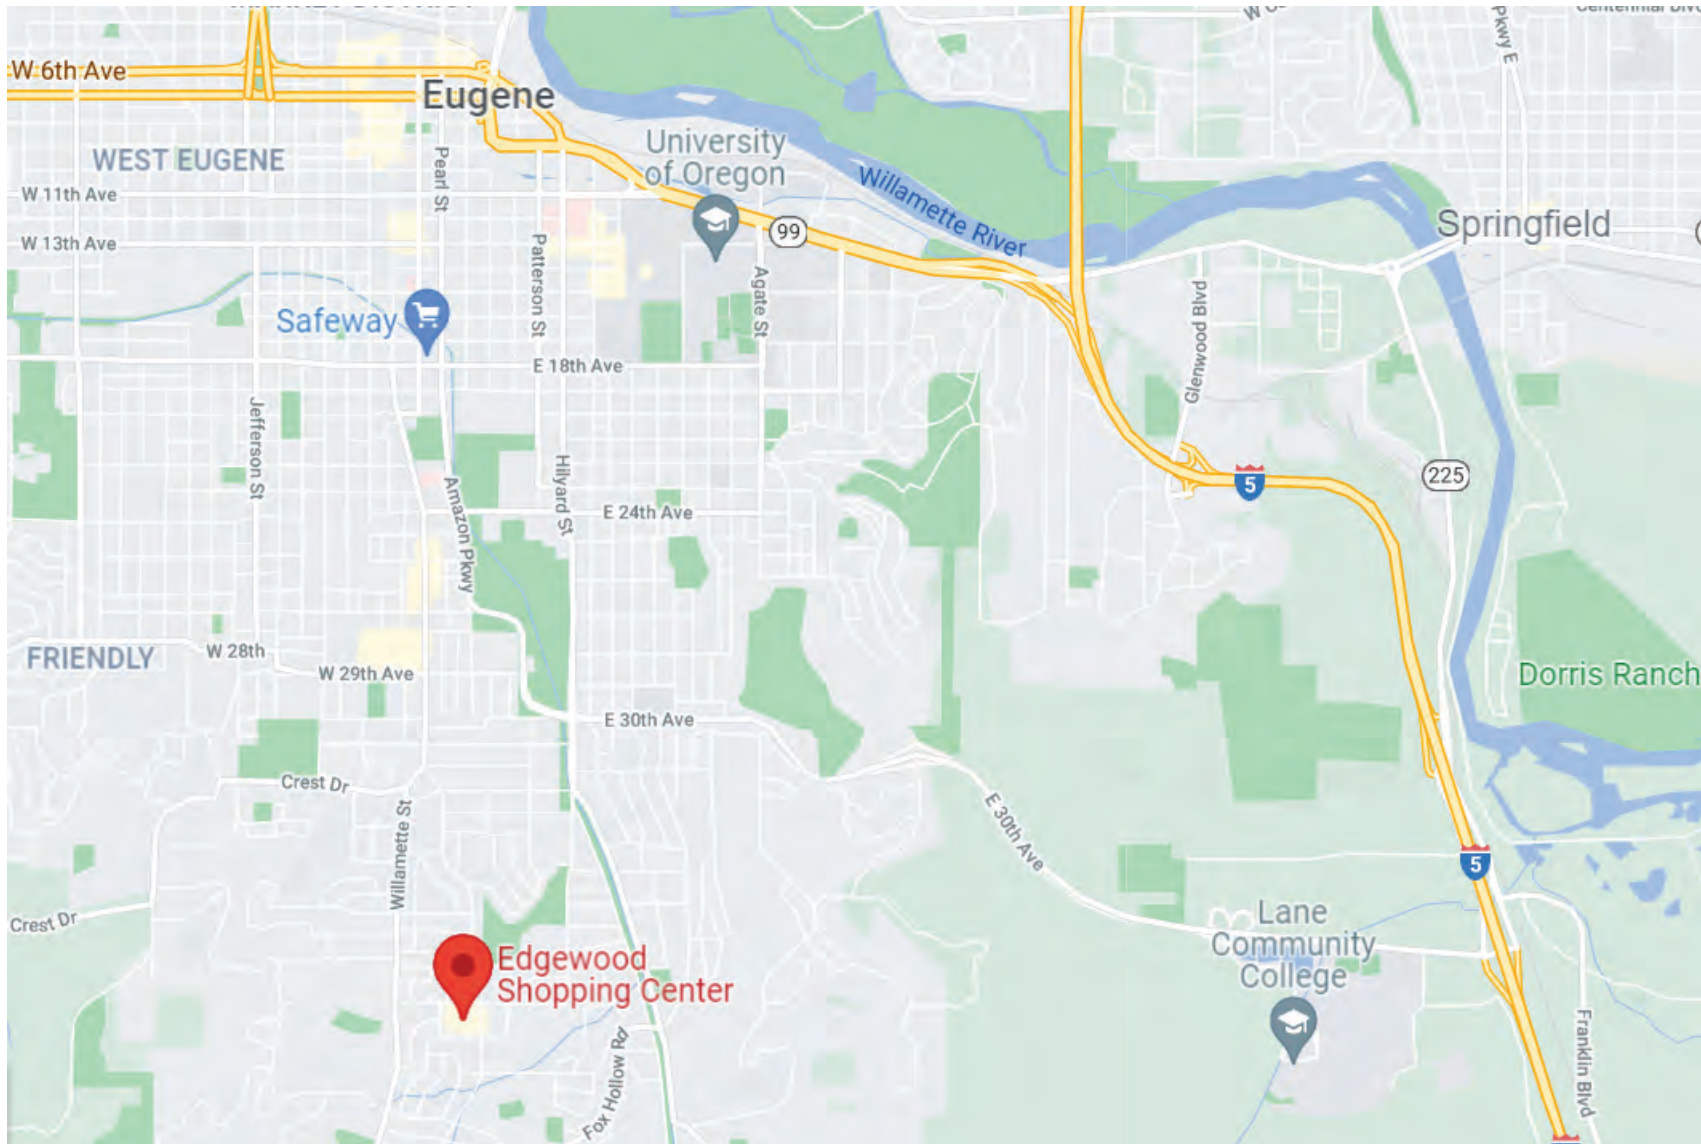 MARKET DISTRICT
W 6th Ave
Eugene
Pkwy E
WEST EUGENE
University
of Oregon
W 11th Ave
Pearl St
Willamette River
W 13th Ave
99
Springfield
Patterson St
Agate St
Safeway
Glenwood Blvd
E 18th Ave
Jefferson St
Hilyard St
Amazon Pkwy
225
5
E 24th Ave
FRIENDLY
W 28th
W 29th Ave
Dorris Ranch
E 30th Ave
Crest Dr
Willamette St
E 30th Ave
5
Crest Dr
Lane
Community
College
Edgewood
Shopping Center
Fox Hollow Rd
Franklin Blvd